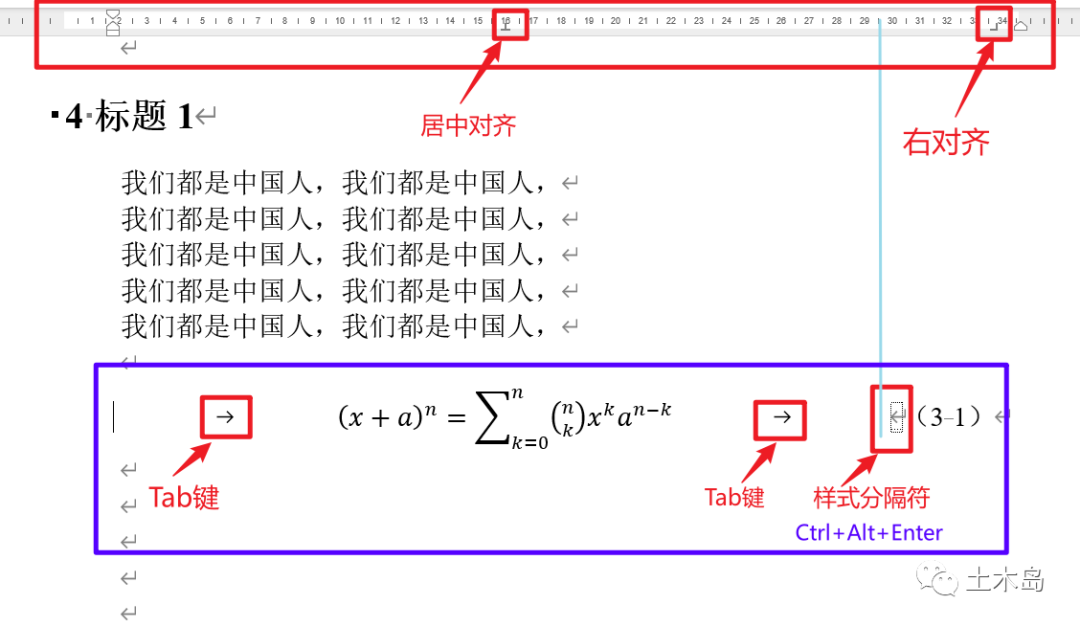 2 1 1 2 3 4 5 6 7 8 9 10 11 12 13 14 15 16 17 18 19 20 21 22 23 24 25 26 27 28 29 30 31 32 33 34
居中对齐
右对齐
4 标题 1
我们都是中国人，我们都是中国人，
我们都是中国人，我们都是中国人，
我们都是中国人，我们都是中国人，
我们都是中国人，我们都是中国人，
我们都是中国人，我们都是中国人，
→ (x + a)^n = ∑_{k=0}^n (n k) x^k a^{n−k} → （3-1）
Tab键 Tab键 样式分隔符
Ctrl+Alt+Enter
土木岛